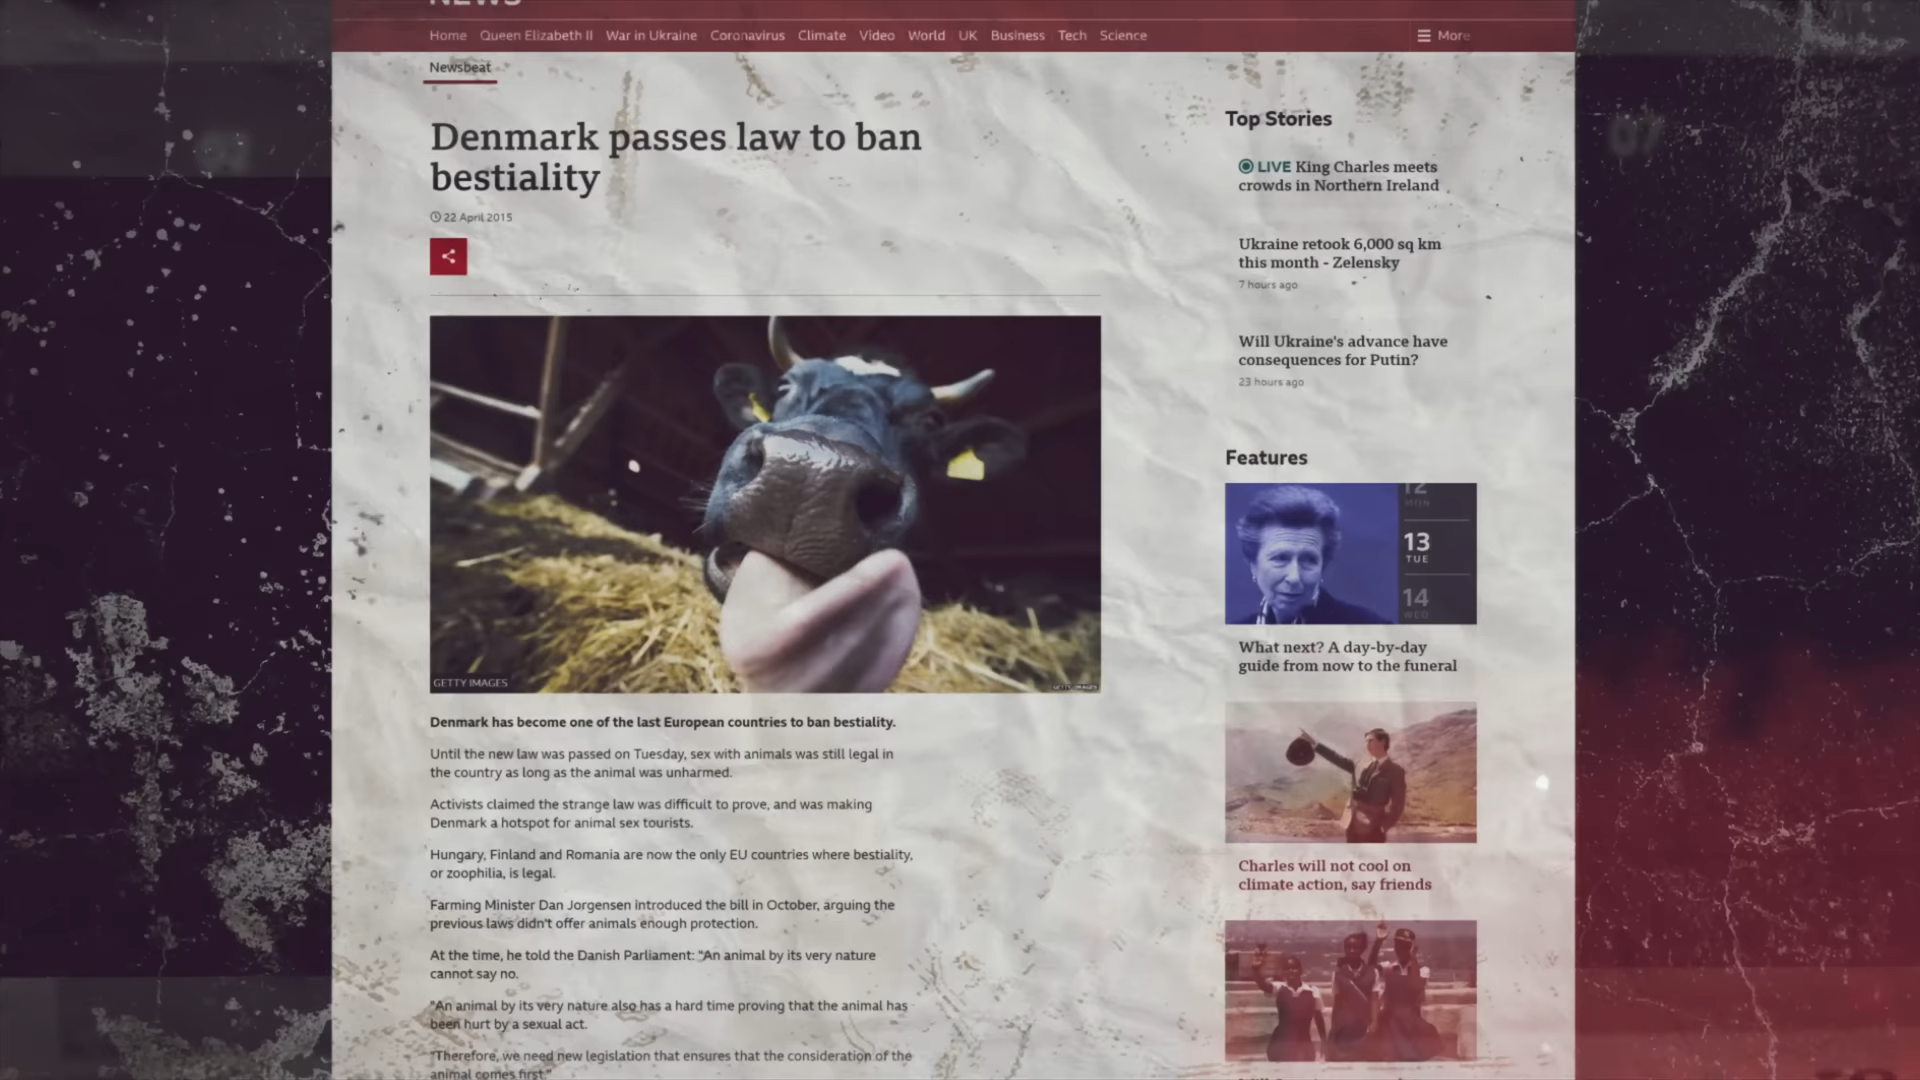 NEWS
Home Queen Elizabeth II War in Ukraine Coronavirus Climate Video World UK Business Tech Science More
Newsbeat
Denmark passes law to ban
bestiality
22 April 2015
GETTY IMAGES
GETTY IMAGES
Denmark has become one of the last European countries to ban bestiality.
Until the new law was passed on Tuesday, sex with animals was still legal in
the country as long as the animal was unharmed.
Activists claimed the strange law was difficult to prove, and was making
Denmark a hotspot for animal sex tourists.
Hungary, Finland and Romania are now the only EU countries where bestiality,
or zoophilia, is legal.
Farming Minister Dan Jorgensen introduced the bill in October, arguing the
previous laws didn't offer animals enough protection.
At the time, he told the Danish Parliament: "An animal by its very nature
cannot say no.
"An animal by its very nature also has a hard time proving that the animal has
been hurt by a sexual act.
"Therefore, we need new legislation that ensures that the consideration of the
animal comes first."
Top Stories
LIVE King Charles meets
crowds in Northern Ireland
Ukraine retook 6,000 sq km
this month - Zelensky
7 hours ago
Will Ukraine's advance have
consequences for Putin?
23 hours ago
Features
12
MON
13
TUE
14
WED
What next? A day-by-day
guide from now to the funeral
Charles will not cool on
climate action, say friends
07